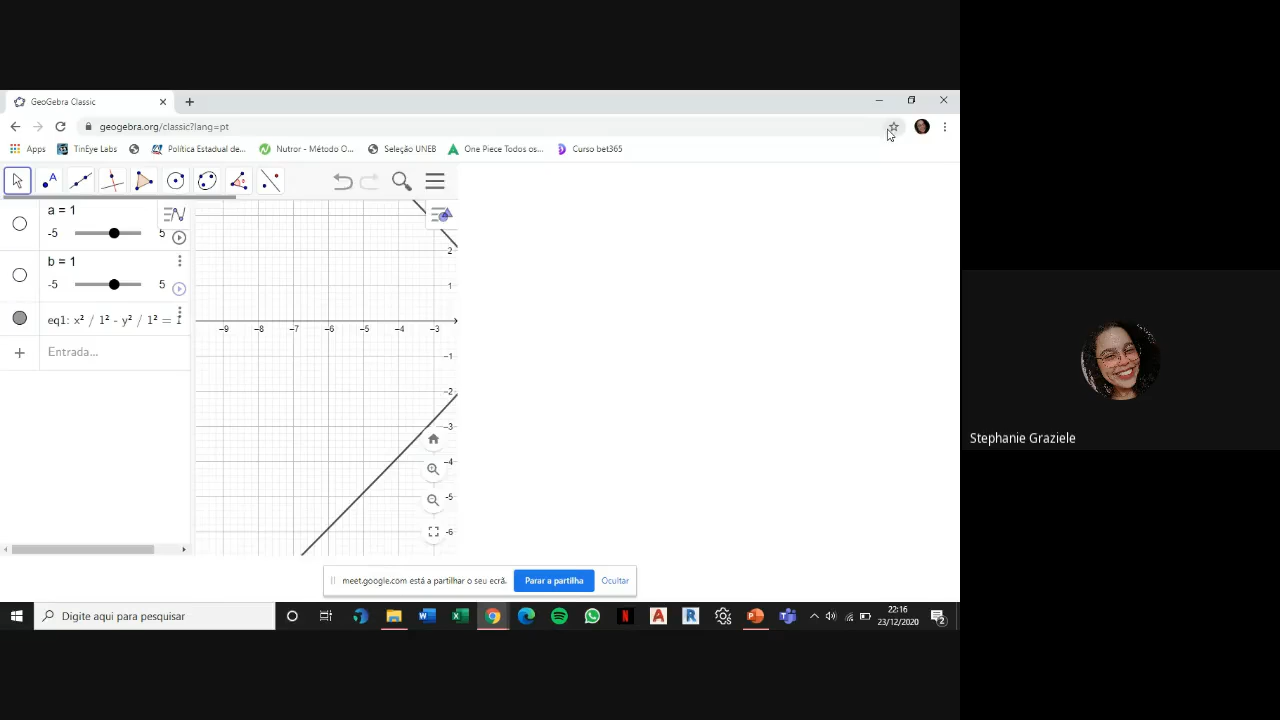 GeoGebra Classic
geogebra.org/classic?lang=pt
Apps
TinEye Labs
Política Estadual de...
Nutror - Método O...
Seleção UNEB
One Piece Todos os...
Curso bet365
a = 1
-5
5
b = 1
-5
5
eq1: x² / 1² - y² / 1² = 1
Entrada...
2
1
-9 -8 -7 -6 -5 -4 -3
-1
-2
-3
-4
-5
-6
Stephanie Graziele
meet.google.com está a partilhar o seu ecrã.
Parar a partilha
Ocultar
Digite aqui para pesquisar
22:16
23/12/2020
2